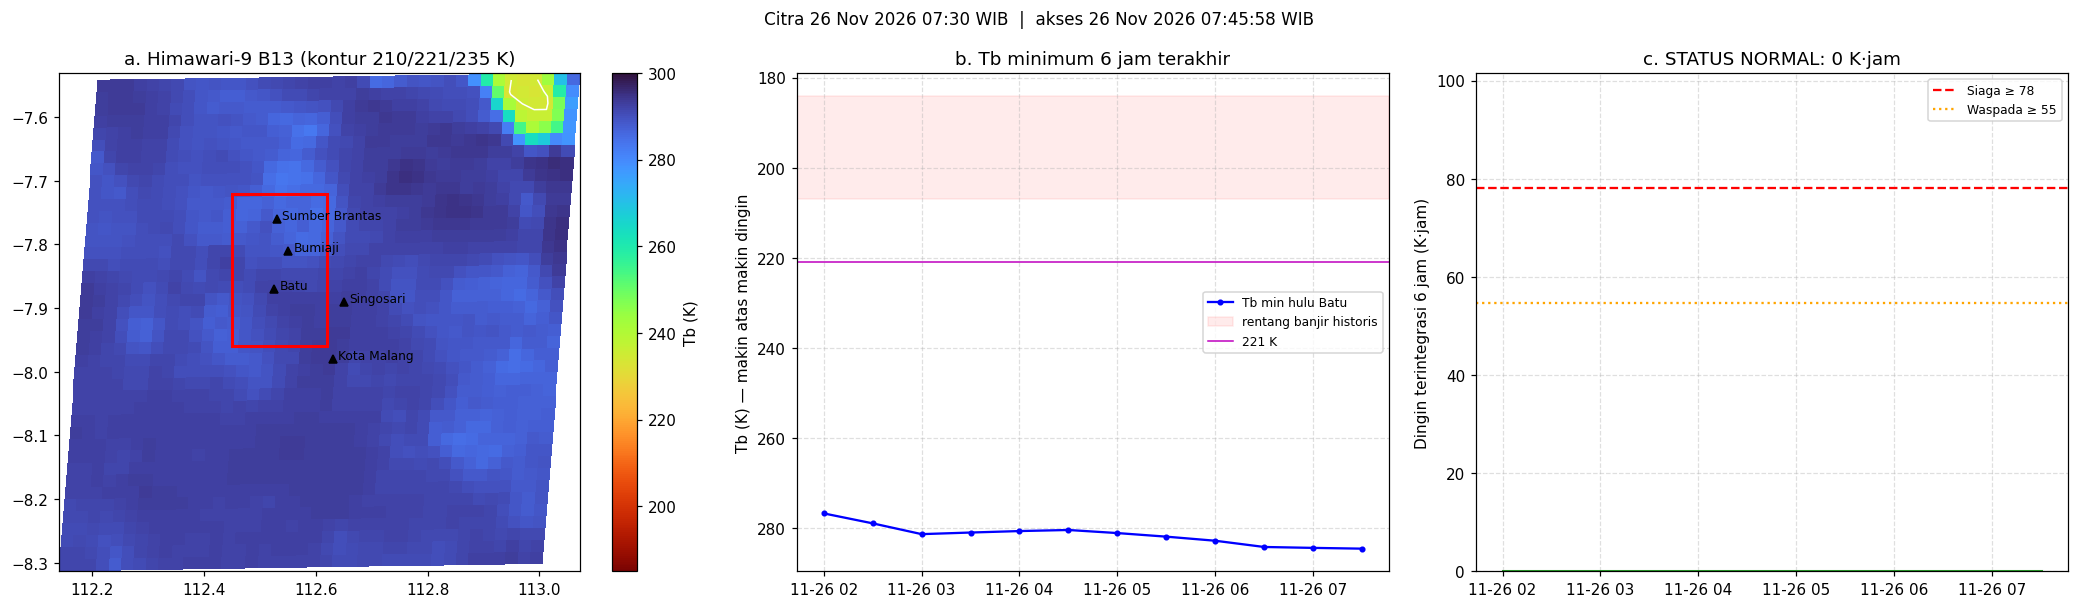 Citra 26 Nov 2026 07:30 WIB | akses 26 Nov 2026 07:45:58 WIB
a. Himawari-9 B13 (kontur 210/221/235 K)
−7.6
−7.7
−7.8
−7.9
−8.0
−8.1
−8.2
−8.3
112.2
112.4
112.6
112.8
113.0
Sumber Brantas
Bumiaji
Batu
Singosari
Kota Malang
300
280
260
240
220
200
Tb (K)
b. Tb minimum 6 jam terakhir
Tb (K) — makin atas makin dingin
180
200
220
240
260
280
Tb min hulu Batu
rentang banjir historis
221 K
11-26 02
11-26 03
11-26 04
11-26 05
11-26 06
11-26 07
c. STATUS NORMAL: 0 K·jam
Dingin terintegrasi 6 jam (K·jam)
100
80
60
40
20
0
Siaga ≥ 78
Waspada ≥ 55
11-26 02
11-26 03
11-26 04
11-26 05
11-26 06
11-26 07